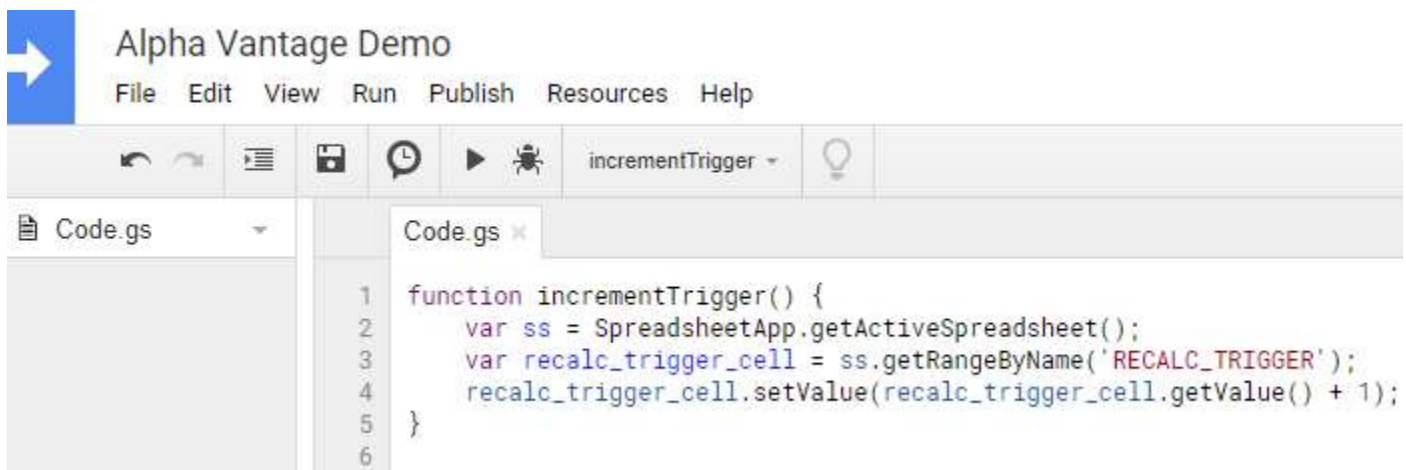 Alpha Vantage Demo
File Edit View Run Publish Resources Help
incrementTrigger
Code.gs
Code.gs ×
1 function incrementTrigger() {
2 var ss = SpreadsheetApp.getActiveSpreadsheet();
3 var recalc_trigger_cell = ss.getRangeByName('RECALC_TRIGGER');
4 recalc_trigger_cell.setValue(recalc_trigger_cell.getValue() + 1);
5 }
6